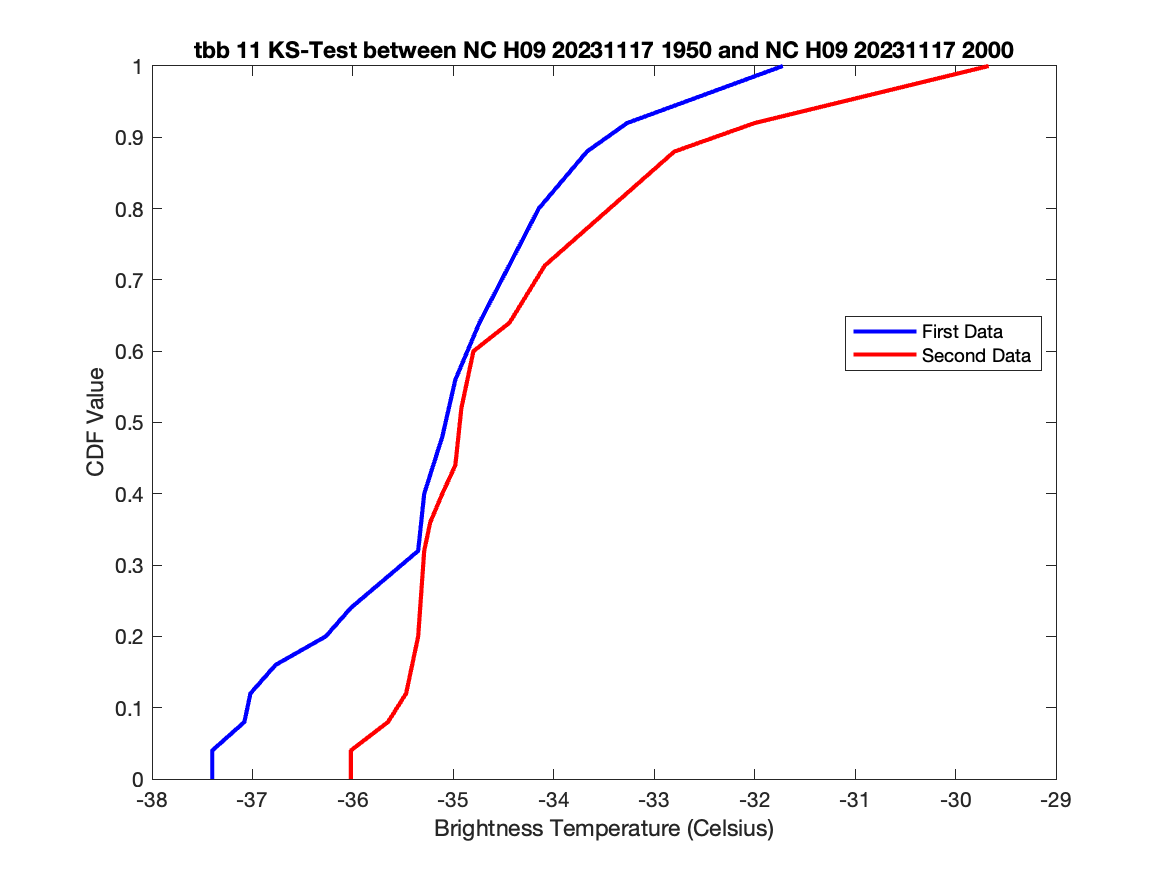 tbb 11 KS-Test between NC H09 20231117 1950 and NC H09 20231117 2000
1
0.9
0.8
0.7
0.6
0.5
0.4
0.3
0.2
0.1
0
CDF Value
First Data
Second Data
-38 -37 -36 -35 -34 -33 -32 -31 -30 -29
Brightness Temperature (Celsius)